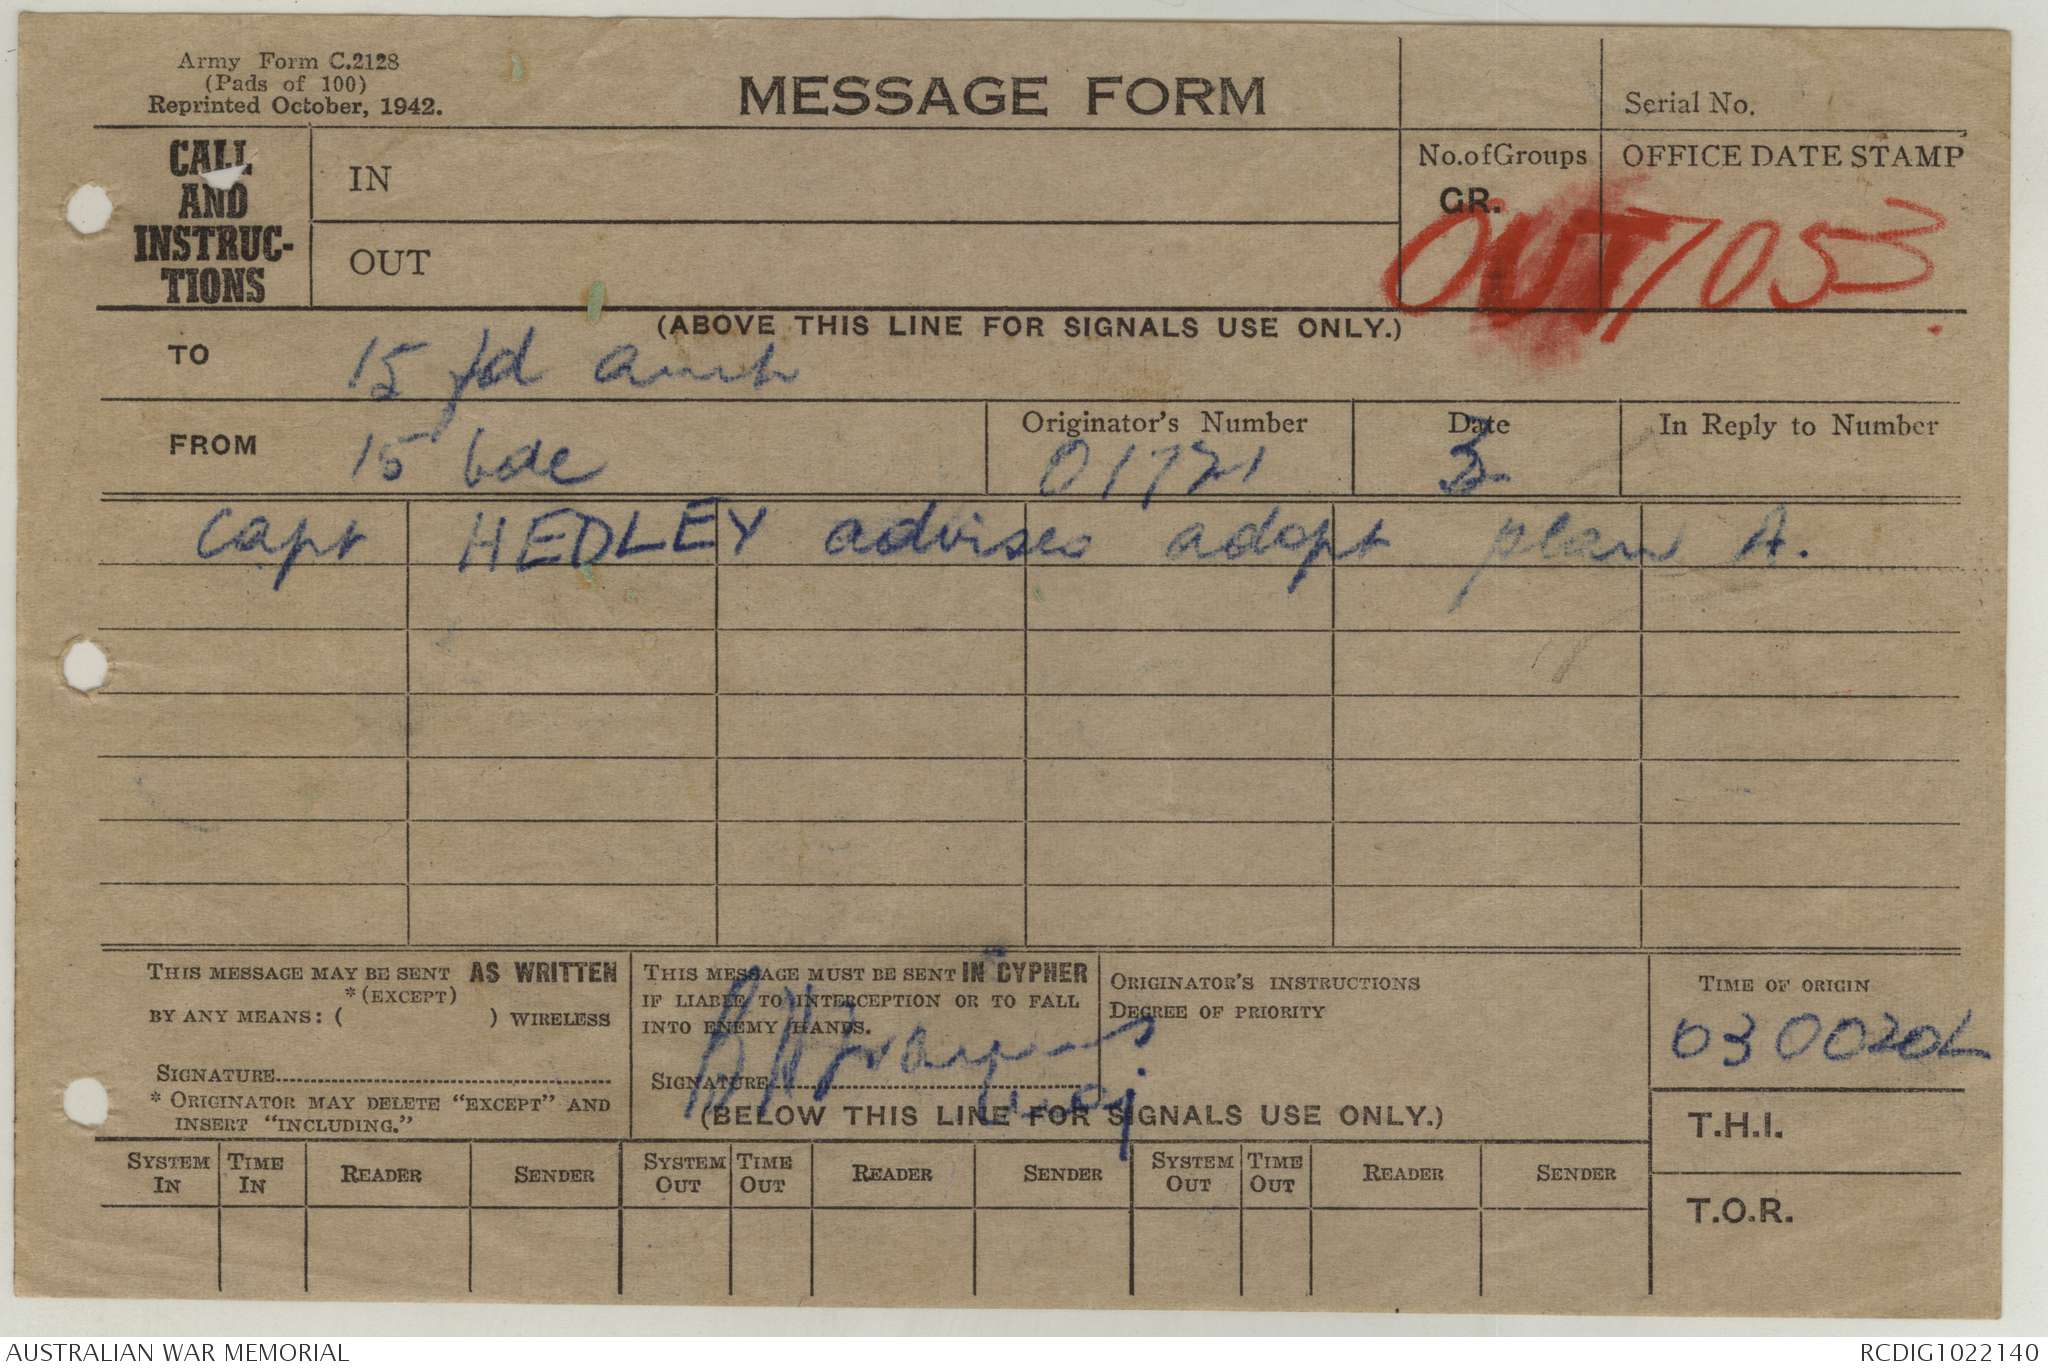 Army Form C.2128
(Pads of 100)
Reprinted October, 1942.
MESSAGE FORM
Serial No.
CALL
AND
INSTRUC-
TIONS
IN
OUT
No. of Groups
GR.
OFFICE DATE STAMP
OUT 7053
(ABOVE THIS LINE FOR SIGNALS USE ONLY.)
TO 15 fd amb
FROM 15 bde
Originator's Number
01721
Date
3
In Reply to Number
Capt HEDLEY advises adopt plan A.
THIS MESSAGE MAY BE SENT AS WRITTEN
*(EXCEPT)
BY ANY MEANS: ( ) WIRELESS
SIGNATURE
* ORIGINATOR MAY DELETE "EXCEPT" AND
INSERT "INCLUDING."
THIS MESSAGE MUST BE SENT IN CYPHER
IF LIABLE TO INTERCEPTION OR TO FALL
INTO ENEMY HANDS.
SIGNATURE
ORIGINATOR'S INSTRUCTIONS
DEGREE OF PRIORITY
TIME OF ORIGIN
030020L
(BELOW THIS LINE FOR SIGNALS USE ONLY.)
T.H.I.
T.O.R.
SYSTEM IN TIME IN READER SENDER SYSTEM OUT TIME OUT READER SENDER SYSTEM OUT TIME OUT READER SENDER
AUSTRALIAN WAR MEMORIAL
RCDIG1022140